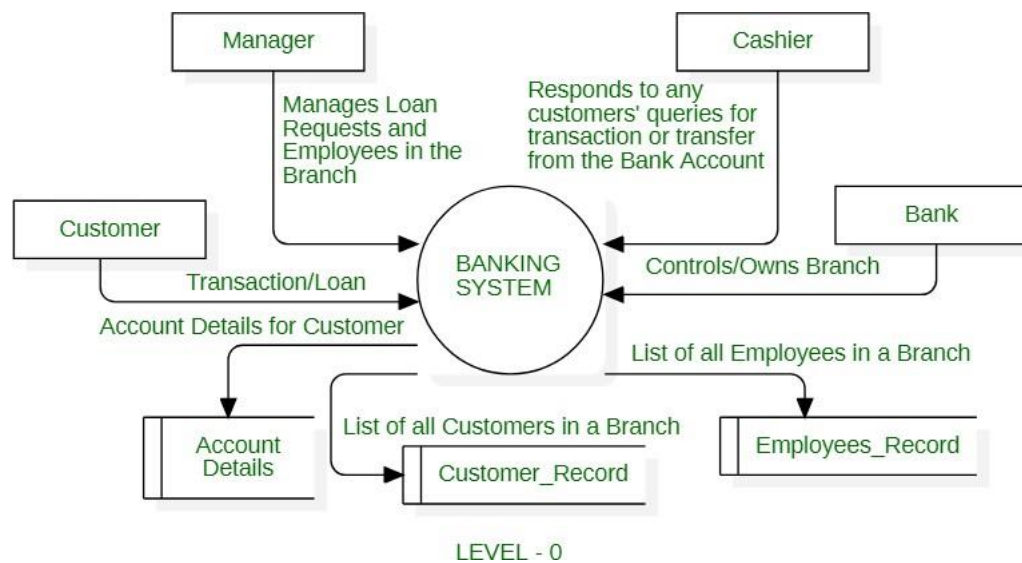 Manager
Cashier
Manages Loan
Requests and
Employees in the
Branch
Responds to any
customers' queries for
transaction or transfer
from the Bank Account
Customer
Bank
BANKING
SYSTEM
Transaction/Loan
Controls/Owns Branch
Account Details for Customer
List of all Employees in a Branch
Account
Details
List of all Customers in a Branch
Customer_Record
Employees_Record
LEVEL - 0